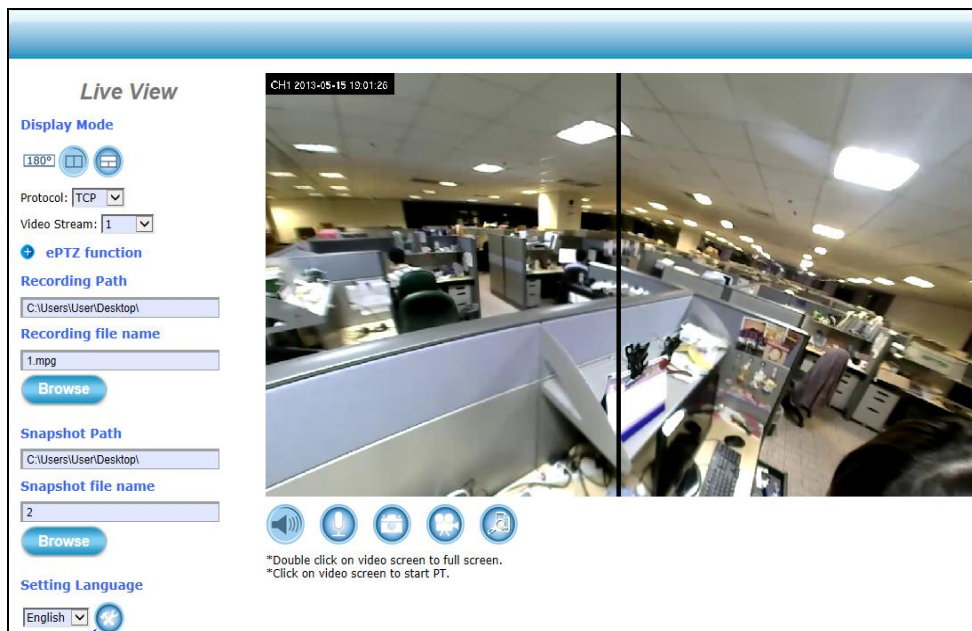 Live View
Display Mode
180º
Protocol: TCP
Video Stream: 1
ePTZ function
Recording Path
C:\Users\User\Desktop\
Recording file name
1.mpg
Browse
Snapshot Path
C:\Users\User\Desktop\
Snapshot file name
2
Browse
Setting Language
English
CH1 2013-05-15 19:01:26
*Double click on video screen to full screen.
*Click on video screen to start PT.